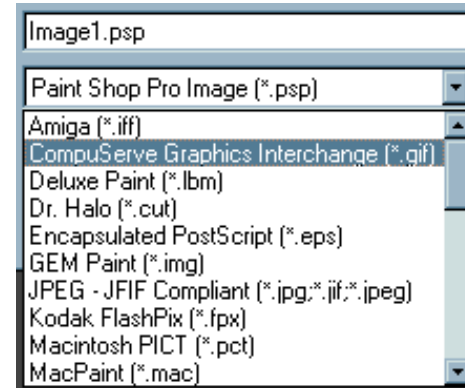 Image1.psp
Paint Shop Pro Image (*.psp)
Amiga (*.iff)
CompuServe Graphics Interchange (*.gif)
Deluxe Paint (*.lbm)
Dr. Halo (*.cut)
Encapsulated PostScript (*.eps)
GEM Paint (*.img)
JPEG - JFIF Compliant (*.jpg;*.jif;*.jpeg)
Kodak FlashPix (*.fpx)
Macintosh PICT (*.pct)
MacPaint (*.mac)